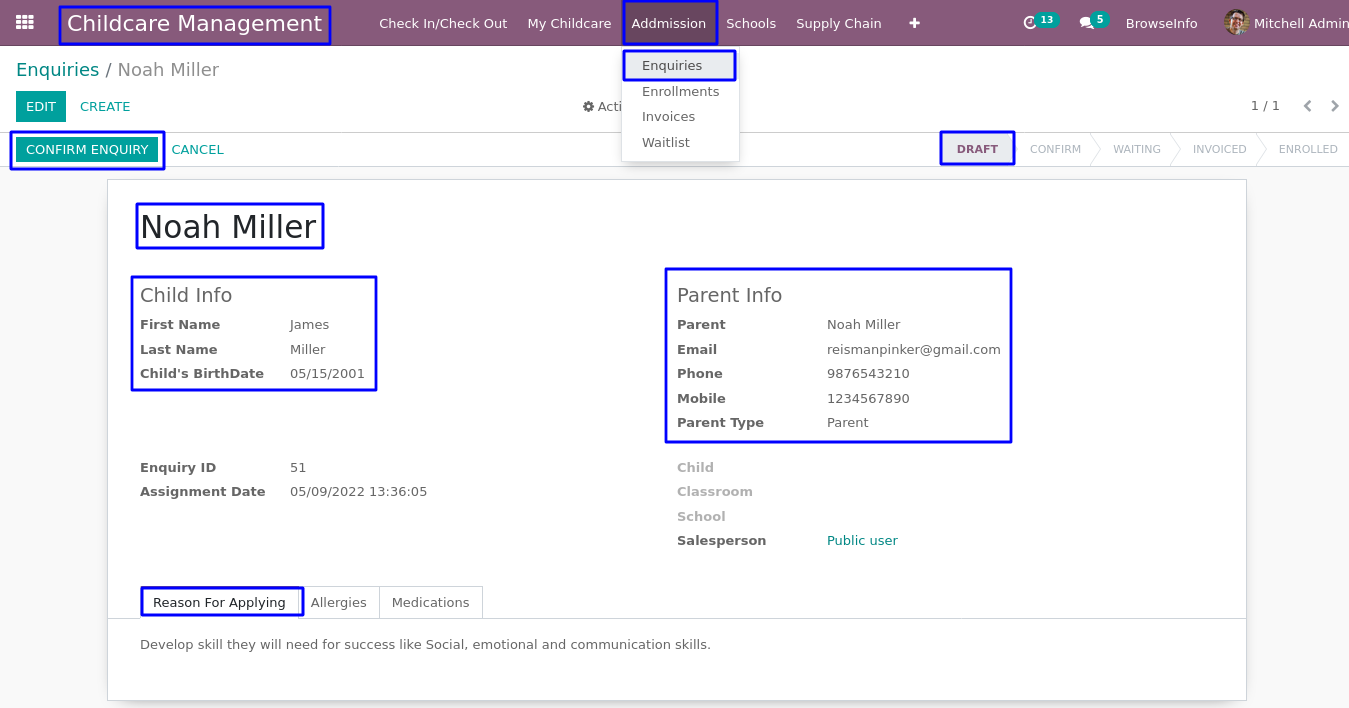 Childcare Management Check In/Check Out My Childcare Addmission Schools Supply Chain + 13 5 BrowseInfo Mitchell Admin
Enquiries / Noah Miller
Enquiries
Enrollments
Invoices
Waitlist
EDIT CREATE Acti 1 / 1
CONFIRM ENQUIRY CANCEL DRAFT CONFIRM WAITING INVOICED ENROLLED
Noah Miller
Child Info
First Name James
Last Name Miller
Child's BirthDate 05/15/2001
Parent Info
Parent Noah Miller
Email reismanpinker@gmail.com
Phone 9876543210
Mobile 1234567890
Parent Type Parent
Enquiry ID 51
Assignment Date 05/09/2022 13:36:05
Child
Classroom
School
Salesperson Public user
Reason For Applying Allergies Medications
Develop skill they will need for success like Social, emotional and communication skills.